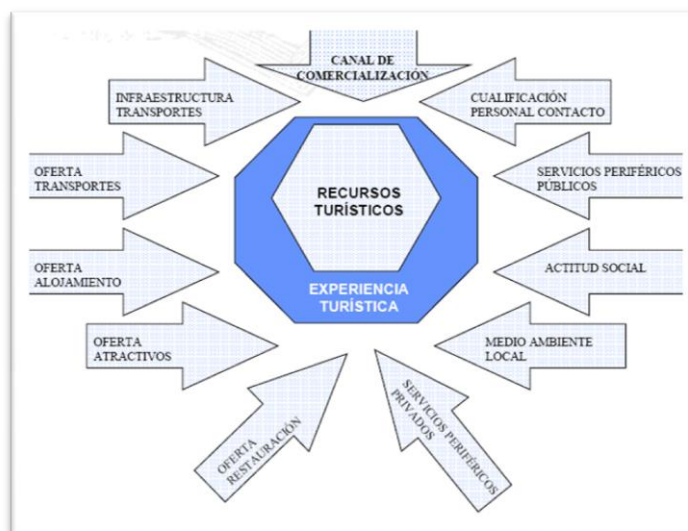 CANAL DE
COMERCIALIZACIÓN
INFRAESTRUCTURA
TRANSPORTES
CUALIFICACIÓN
PERSONAL CONTACTO
OFERTA
TRANSPORTES
SERVICIOS PERIFÉRICOS
PÚBLICOS
RECURSOS
TURÍSTICOS
OFERTA
ALOJAMIENTO
ACTITUD SOCIAL
EXPERIENCIA
TURÍSTICA
OFERTA
ATRACTIVOS
MEDIO AMBIENTE
LOCAL
OFERTA
RESTAURACIÓN
SERVICIOS PERIFÉRICOS
PRIVADOS